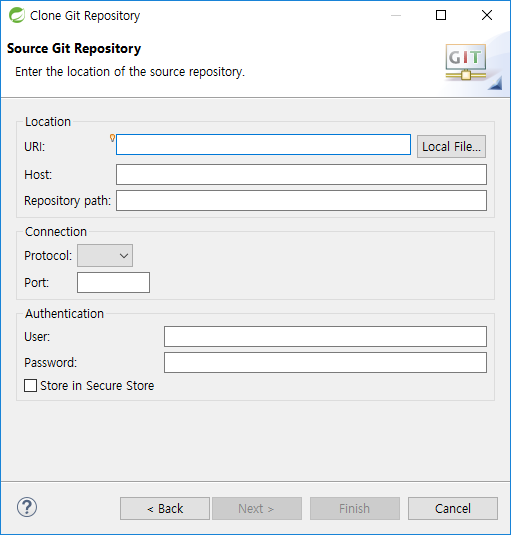 Clone Git Repository
Source Git Repository
Enter the location of the source repository.
GIT
Location
URI:
Local File...
Host:
Repository path:
Connection
Protocol:
Port:
Authentication
User:
Password:
Store in Secure Store
?
< Back
Next >
Finish
Cancel